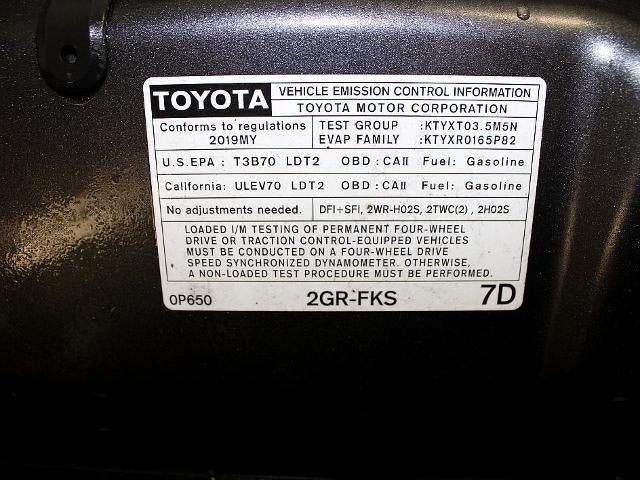 TOYOTA
VEHICLE EMISSION CONTROL INFORMATION
TOYOTA MOTOR CORPORATION
Conforms to regulations
2019MY
TEST GROUP :KTYXT03.5M5N
EVAP FAMILY :KTYXR0165P82
U.S.EPA : T3B70 LDT2 OBD :CAII Fuel: Gasoline
California: ULEV70 LDT2 OBD :CAII Fuel: Gasoline
No adjustments needed. DFI+SFI, 2WR-HO2S, 2TWC(2), 2HO2S
LOADED I/M TESTING OF PERMANENT FOUR-WHEEL
DRIVE OR TRACTION CONTROL-EQUIPPED VEHICLES
MUST BE CONDUCTED ON A FOUR-WHEEL DRIVE
SPEED SYNCHRONIZED DYNAMOMETER. OTHERWISE,
A NON-LOADED TEST PROCEDURE MUST BE PERFORMED.
0P650 2GR-FKS 7D